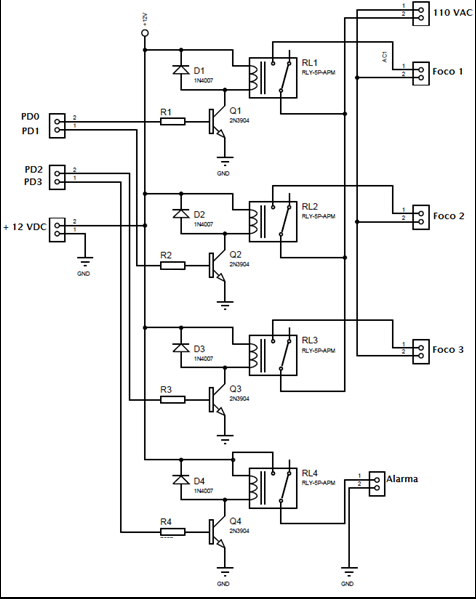 +12V
110 VAC
1
2
RL1
RLY-5P-APM
AC1
1
2
Foco 1
D1
1N4007
PD0
PD1
2
1
R1
Q1
2N3904
GND
PD2
PD3
2
1
RL2
RLY-5P-APM
1
2
Foco 2
D2
1N4007
+ 12 VDC
2
1
GND
R2
Q2
2N3904
GND
RL3
RLY-5P-APM
1
2
Foco 3
D3
1N4007
R3
Q3
2N3904
GND
RL4
RLY-5P-APM
1
2
Alarma
D4
1N4007
R4
Q4
2N3904
GND
GND